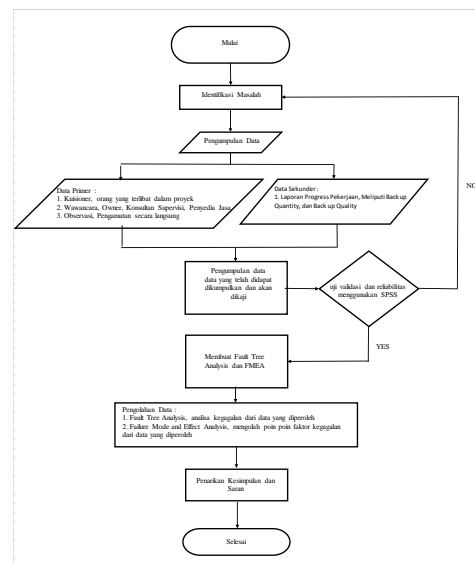 Mulai
Identifikasi Masalah
Pengumpulan Data
Data Primer :
1. Kuisioner, orang yang terlibat dalam proyek
2. Wawancara, Owner, Konsultan Supervisi, Penyedia Jasa,
3. Observasi, Pengamatan secara langsung
Data Sekunder :
1. Laporan Progress Pekerjaan, Meliputi Back up
Quantity, dan Back up Quality
NO
Pengumpulan data
data yang telah didapat
dikumpulkan dan akan
dikaji
uji validasi dan reliabilitas
menggunakan SPSS
YES
Membuat Fault Tree
Analysis dan FMEA
Pengolahan Data :
1. Fault Tree Analysis, analisa kegagalan dari data yang diperoleh
2. Failure Mode and Effect Analysis, mengolah poin poin faktor kegagalan
dari data yang diperoleh
Penarikan Kesimpulan dan
Saran
Selesai